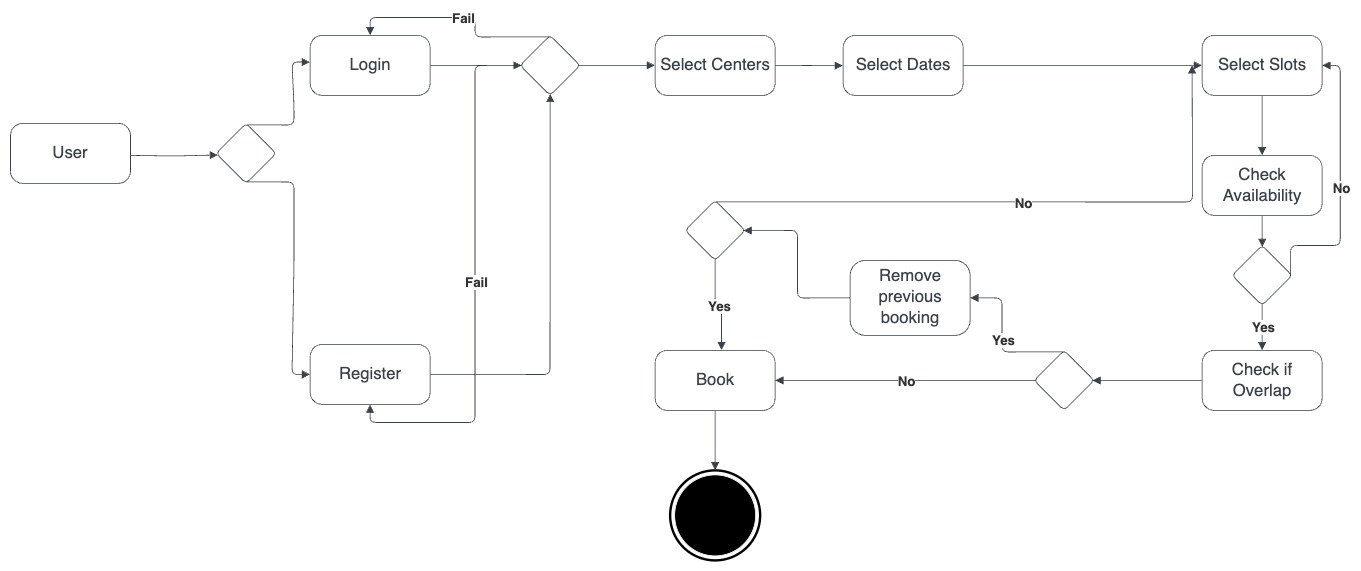 Fail
Login
Select Centers
Select Dates
Select Slots
User
Check
Availability
No
No
Remove
previous
booking
Fail
Yes
Yes
Yes
Register
Book
No
Check if
Overlap